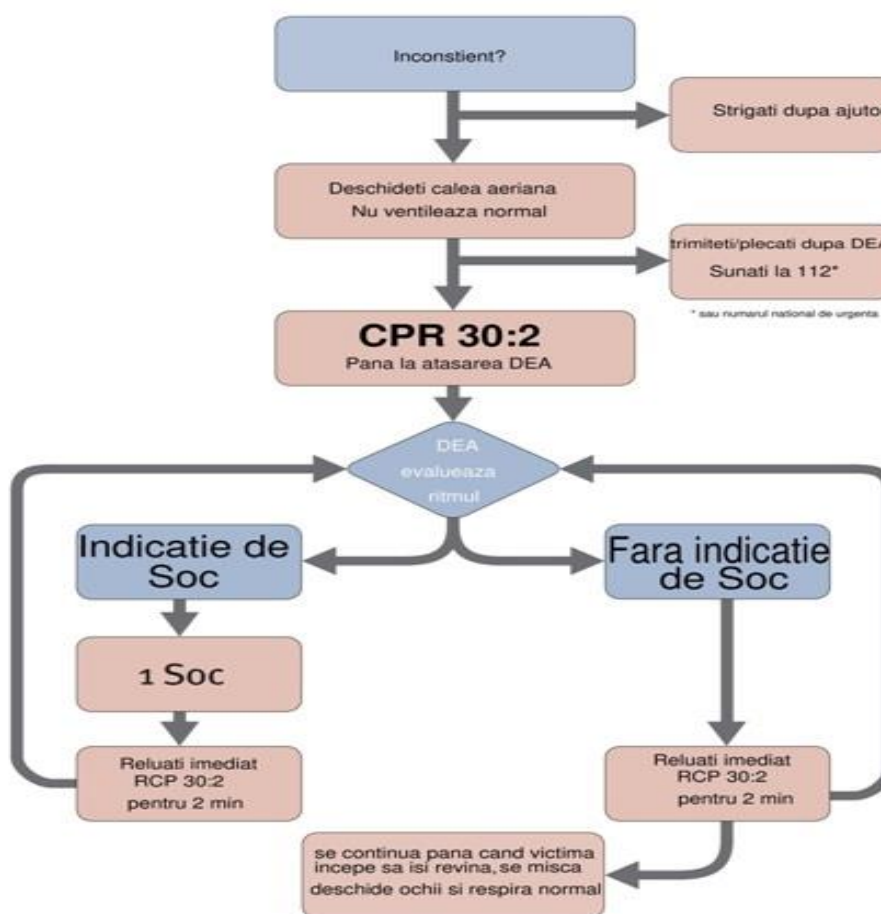 Inconstient?
Strigati dupa ajuto
Deschideti calea aeriana
Nu ventileaza normal
trimiteti/plecati dupa DEA
Sunati la 112*
* sau numarul national de urgenta
CPR 30:2
Pana la atasarea DEA
DEA
evalueaza
ritmul
Indicatie de
Soc
Fara indicatie
de Soc
1 Soc
Reluati imediat
RCP 30:2
pentru 2 min
Reluati imediat
RCP 30:2
pentru 2 min
se continua pana cand victima
incepe sa isi revina, se misca
deschide ochii si respira normal